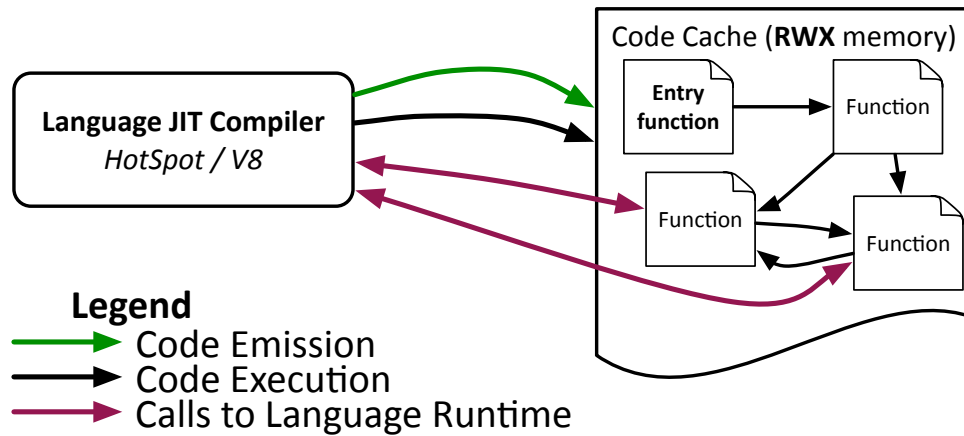 Code Cache (RWX memory)
Language JIT Compiler
HotSpot / V8
Entry
function
Function
Function
Function
Legend
Code Emission
Code Execution
Calls to Language Runtime